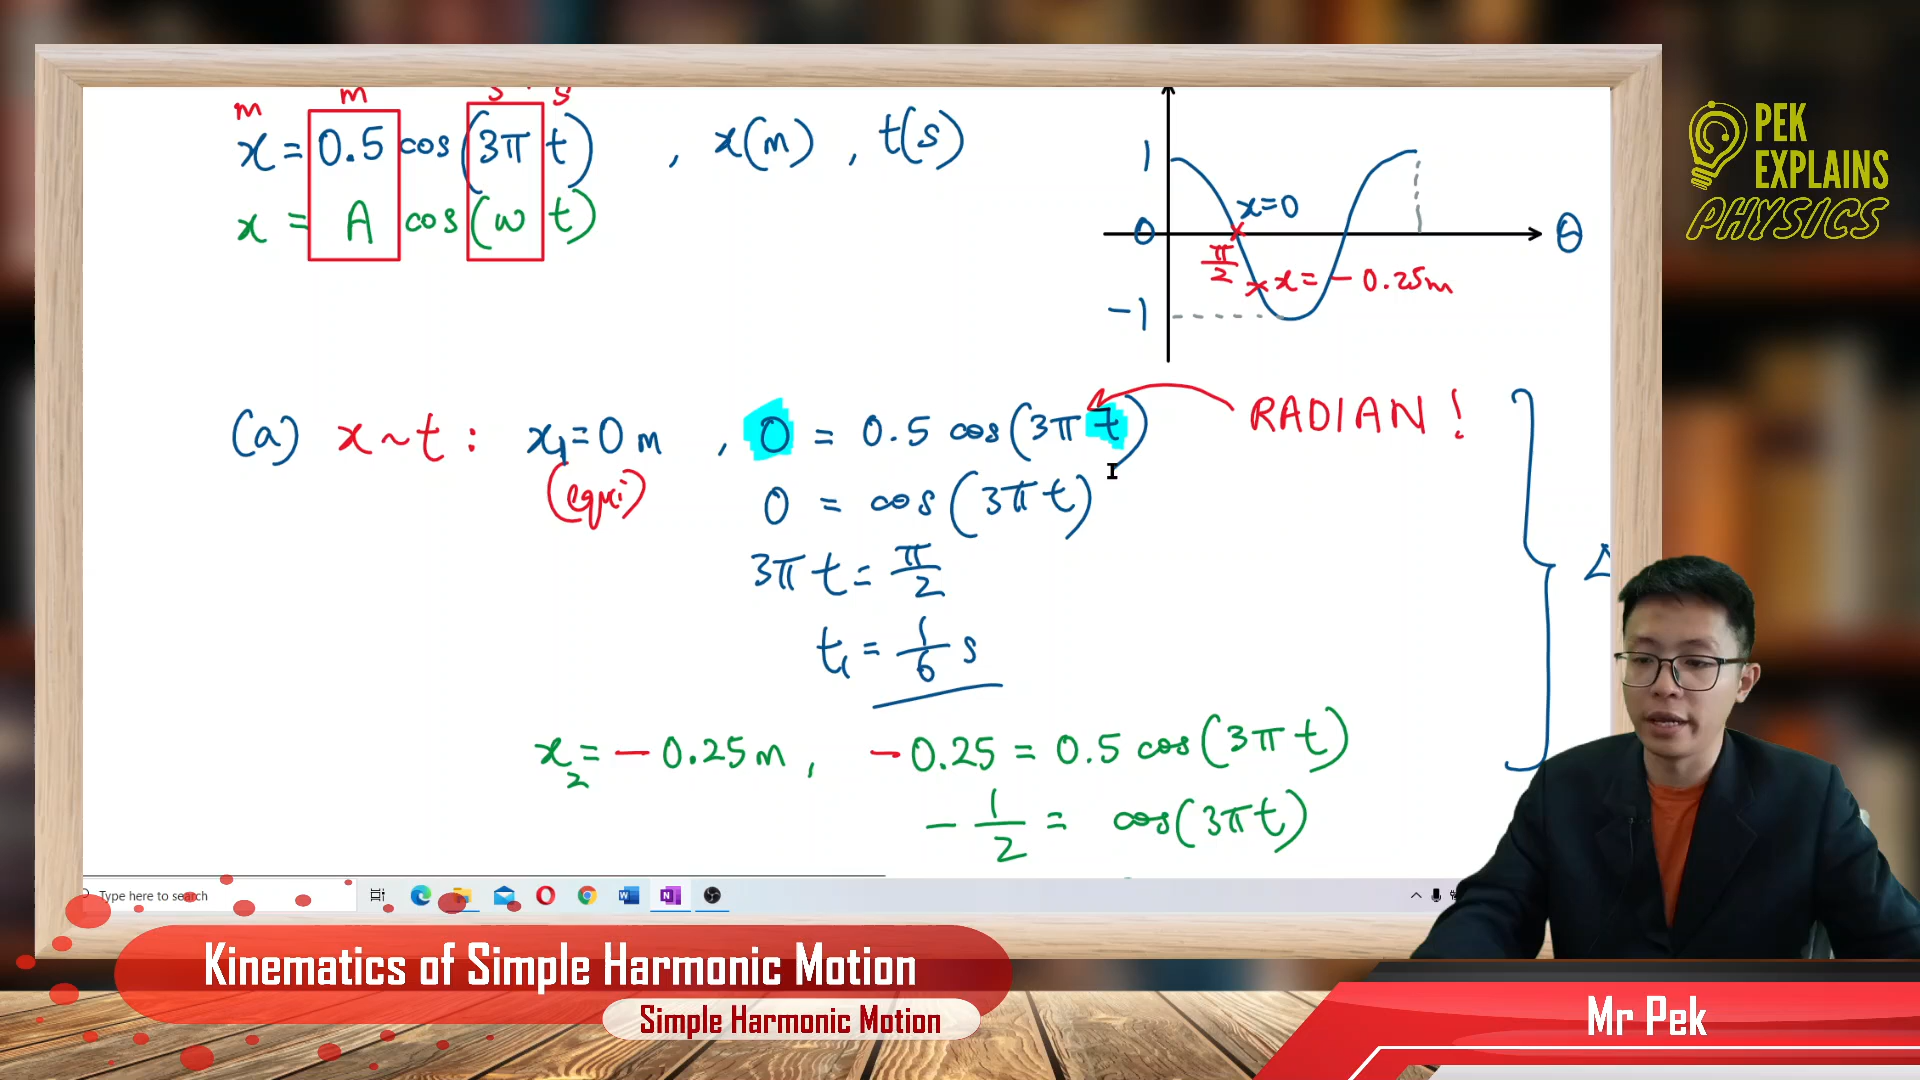 m m s s
x = 0.5 cos(3π t) , x(m) , t(s)
x = A cos(ω t)
1
0
-1
x=0
π/2
x = - 0.25m
θ
PEK
EXPLAINS
PHYSICS
(a) x ~ t : x₁ = 0 m , 0 = 0.5 cos(3π t)
RADIAN !
(equi)
0 = cos(3π t)
3π t = π/2
t₁ = 1/6 s
x₂ = - 0.25 m , - 0.25 = 0.5 cos(3π t)
- 1/2 = cos(3π t)
Type here to search
Kinematics of Simple Harmonic Motion
Simple Harmonic Motion
Mr Pek